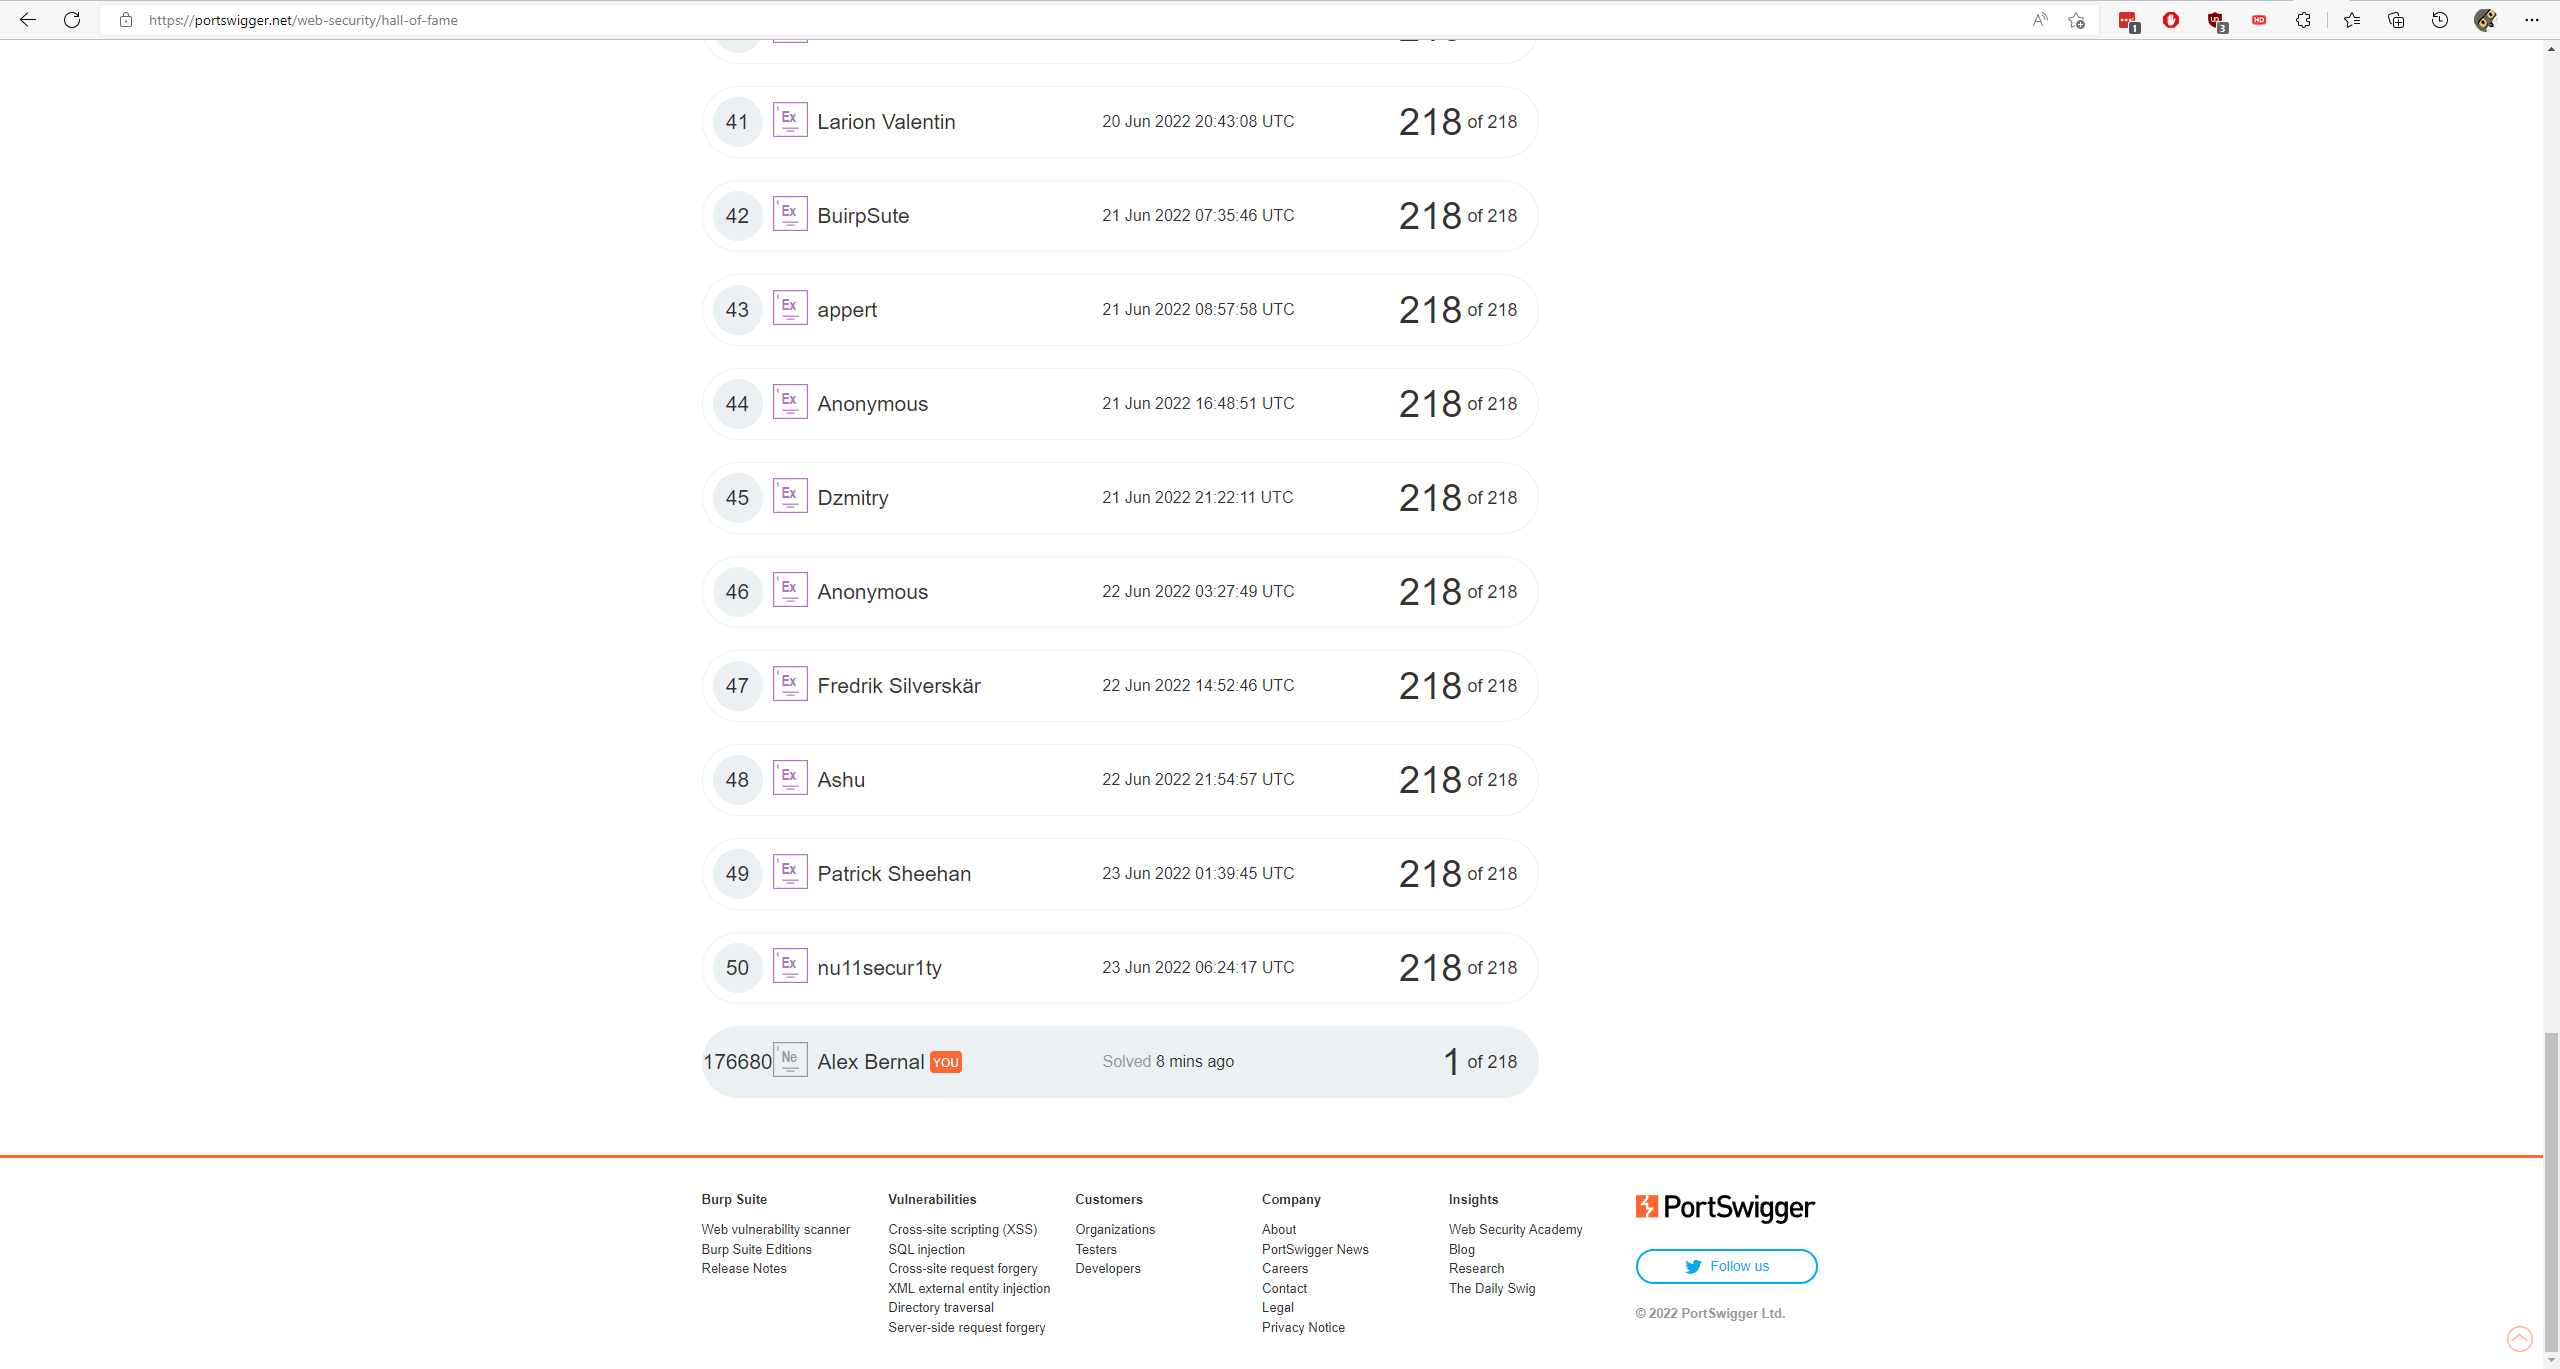 https://portswigger.net/web-security/hall-of-fame
1
3
HD
41 Ex Larion Valentin 20 Jun 2022 20:43:08 UTC 218 of 218
42 Ex BuirpSute 21 Jun 2022 07:35:46 UTC 218 of 218
43 Ex appert 21 Jun 2022 08:57:58 UTC 218 of 218
44 Ex Anonymous 21 Jun 2022 16:48:51 UTC 218 of 218
45 Ex Dzmitry 21 Jun 2022 21:22:11 UTC 218 of 218
46 Ex Anonymous 22 Jun 2022 03:27:49 UTC 218 of 218
47 Ex Fredrik Silverskär 22 Jun 2022 14:52:46 UTC 218 of 218
48 Ex Ashu 22 Jun 2022 21:54:57 UTC 218 of 218
49 Ex Patrick Sheehan 23 Jun 2022 01:39:45 UTC 218 of 218
50 Ex nu11secur1ty 23 Jun 2022 06:24:17 UTC 218 of 218
176680 Ne Alex Bernal YOU Solved 8 mins ago 1 of 218
Burp Suite
Web vulnerability scanner
Burp Suite Editions
Release Notes
Vulnerabilities
Cross-site scripting (XSS)
SQL injection
Cross-site request forgery
XML external entity injection
Directory traversal
Server-side request forgery
Customers
Organizations
Testers
Developers
Company
About
PortSwigger News
Careers
Contact
Legal
Privacy Notice
Insights
Web Security Academy
Blog
Research
The Daily Swig
PortSwigger
Follow us
© 2022 PortSwigger Ltd.